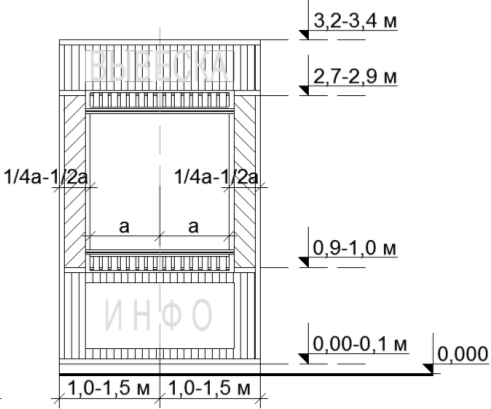 3,2-3,4 м
ВЫВЕСКА
2,7-2,9 м
1/4a-1/2a
1/4a-1/2a
a
a
0,9-1,0 м
ИНФО
0,00-0,1 м
0,000
1,0-1,5 м
1,0-1,5 м